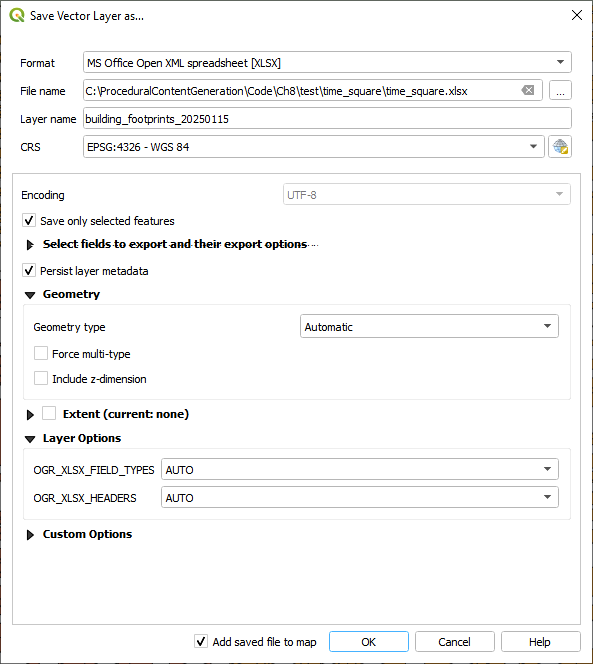 Save Vector Layer as...
Format MS Office Open XML spreadsheet [XLSX]
File name C:\ProceduralContentGeneration\Code\Ch8\test\time_square\time_square.xlsx ...
Layer name building_footprints_20250115
CRS EPSG:4326 - WGS 84
Encoding UTF-8
Save only selected features
Select fields to export and their export options
Persist layer metadata
Geometry
Geometry type Automatic
Force multi-type
Include z-dimension
Extent (current: none)
Layer Options
OGR_XLSX_FIELD_TYPES AUTO
OGR_XLSX_HEADERS AUTO
Custom Options
Add saved file to map OK Cancel Help